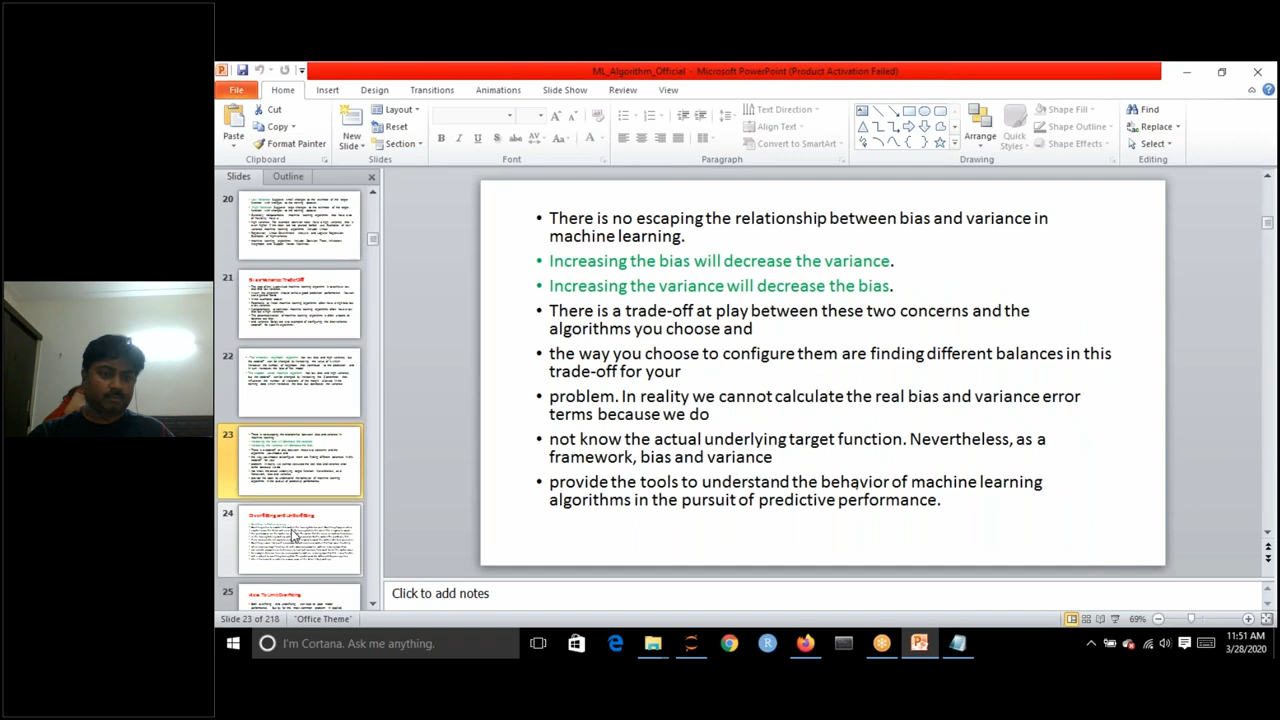 ML_Algorithm_Official - Microsoft PowerPoint (Product Activation Failed)
File Home Insert Design Transitions Animations Slide Show Review View
Paste
Cut
Copy
Format Painter
Clipboard
New
Slide
Layout
Reset
Section
Slides
Font
Text Direction
Align Text
Convert to SmartArt
Paragraph
Arrange
Quick
Styles
Shape Fill
Shape Outline
Shape Effects
Drawing
Find
Replace
Select
Editing
Slides Outline
20
21
22
23
24
25
• There is no escaping the relationship between bias and variance in
machine learning.
• Increasing the bias will decrease the variance.
• Increasing the variance will decrease the bias.
• There is a trade-offat play between these two concerns and the
algorithms you choose and
• the way you choose to configure them are finding different balances in this
trade-off for your
• problem. In reality we cannot calculate the real bias and variance error
terms because we do
• not know the actual underlying target function. Nevertheless, as a
framework, bias and variance
• provide the tools to understand the behavior of machine learning
algorithms in the pursuit of predictive performance.
Click to add notes
Slide 23 of 218 "Office Theme" 69%
I'm Cortana. Ask me anything.
11:51 AM
3/28/2020